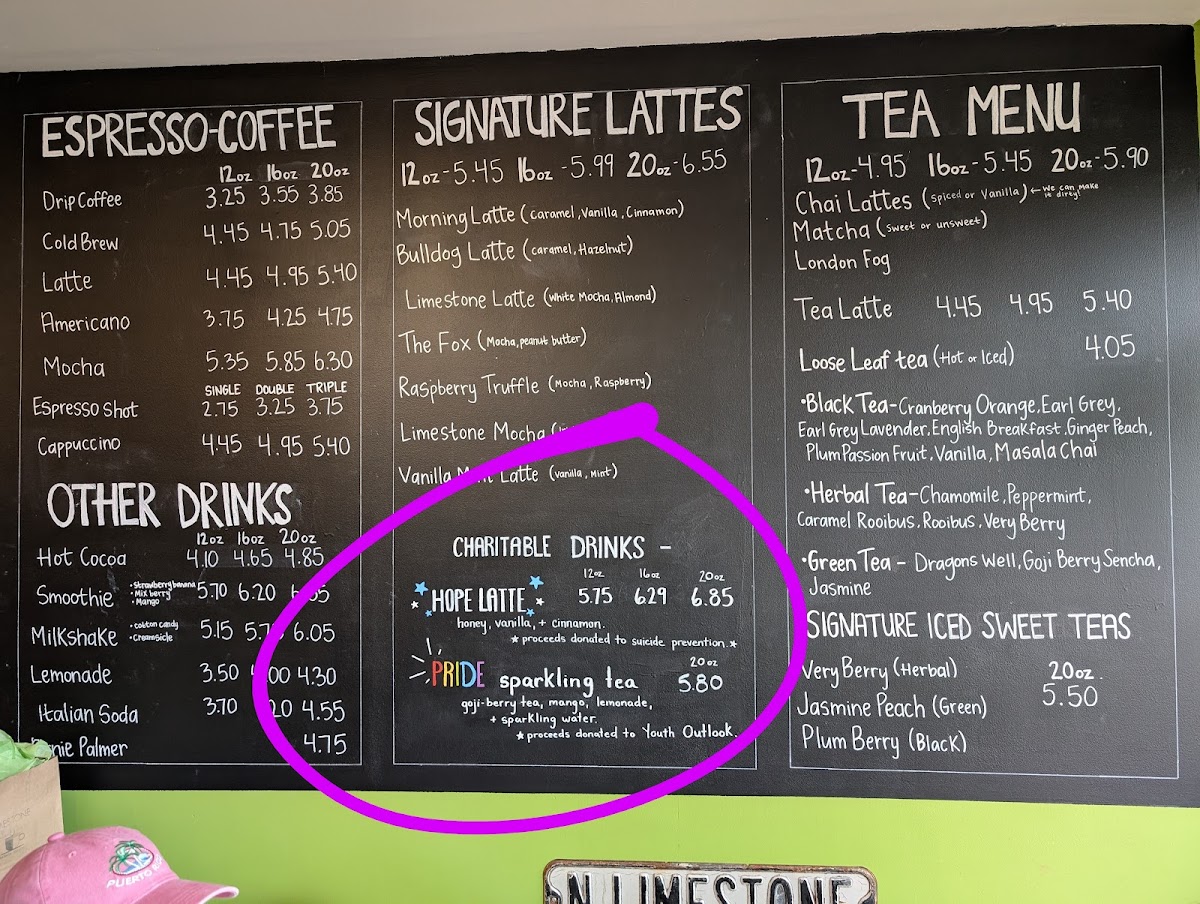 ESPRESSO-COFFEE
12oz 16oz 20oz
Drip Coffee 3.25 3.55 3.85
Cold Brew 4.45 4.75 5.05
Latte 4.45 4.95 5.40
Americano 3.75 4.25 4.75
Mocha 5.35 5.85 6.30
SINGLE DOUBLE TRIPLE
Espresso Shot 2.75 3.25 3.75
Cappuccino 4.45 4.95 5.40
OTHER DRINKS
12oz 16oz 20oz
Hot Cocoa 4.10 4.65 4.85
Smoothie •Strawberry banana 5.70 6.20
•Mix berry
•Mango
Milkshake •Cotton candy 5.15 6.05
•Creamsicle
Lemonade 3.50 4.30
Italian Soda 3.70 4.55
Palmer 4.75
SIGNATURE LATTES
12oz-5.45 16oz-5.99 20oz-6.55
Morning Latte (Caramel, Vanilla, Cinnamon)
Bulldog Latte (caramel, Hazelnut)
Limestone Latte (White Mocha, Almond)
The Fox (Mocha, peanut butter)
Raspberry Truffle (Mocha, Raspberry)
Limestone Mocha
Vanilla Latte (vanilla, Mint)
CHARITABLE DRINKS -
12oz 16oz 20oz
HOPE LATTE 5.75 6.29 6.85
honey, vanilla, + cinnamon.
★ proceeds donated to suicide prevention. ★
20oz
PRIDE sparkling tea 5.80
goji-berry tea, mango, lemonade,
+ sparkling water.
★ proceeds donated to Youth Outlook.
TEA MENU
12oz-4.95 16oz-5.45 20oz-5.90
Chai Lattes (Spiced or Vanilla) ← We can make it dirty!
Matcha (Sweet or unsweet)
London Fog
Tea Latte 4.45 4.95 5.40
Loose Leaf tea (Hot or Iced) 4.05
•Black Tea-Cranberry Orange, Earl Grey,
Earl Grey Lavender, English Breakfast, Ginger Peach,
Plum Passion Fruit, Vanilla, Masala Chai
•Herbal Tea-Chamomile, Peppermint,
Caramel Rooibus, Rooibus, Very Berry
•Green Tea - Dragons Well, Goji Berry Sencha,
Jasmine
SIGNATURE ICED SWEET TEAS
Very Berry (Herbal) 20oz.
Jasmine Peach (Green) 5.50
Plum Berry (Black)
N LIMESTONE